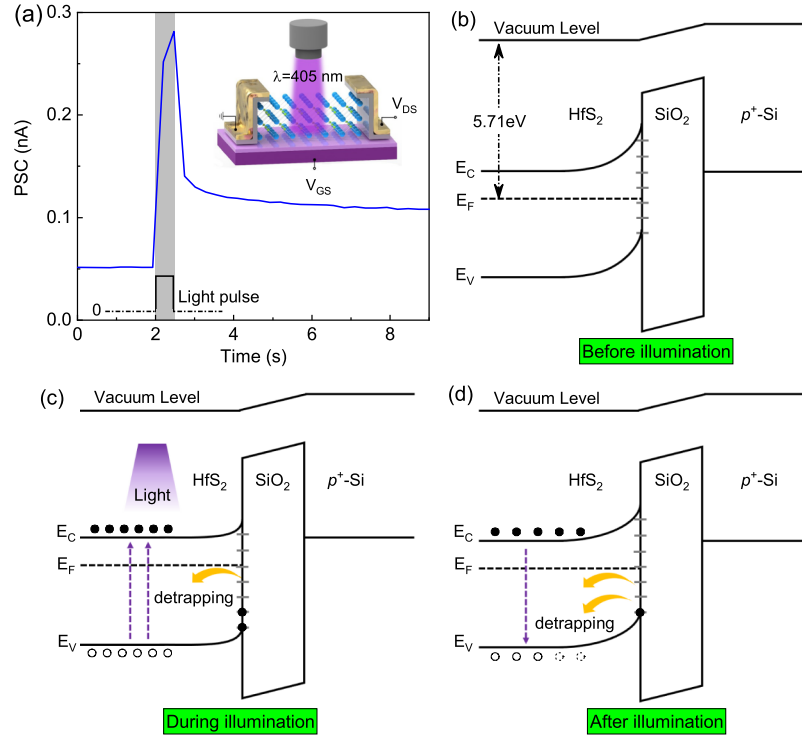 (a)
0.3
0.2
0.1
0.0
PSC (nA)
0
2
4
6
8
Time (s)
λ=405 nm
V_DS
V_GS
0
Light pulse
(b)
Vacuum Level
5.71eV
HfS₂
SiO₂
p⁺-Si
E_C
E_F
E_V
Before illumination
(c)
Vacuum Level
Light
HfS₂
SiO₂
p⁺-Si
E_C
E_F
detrapping
E_V
During illumination
(d)
Vacuum Level
HfS₂
SiO₂
p⁺-Si
E_C
E_F
detrapping
E_V
After illumination